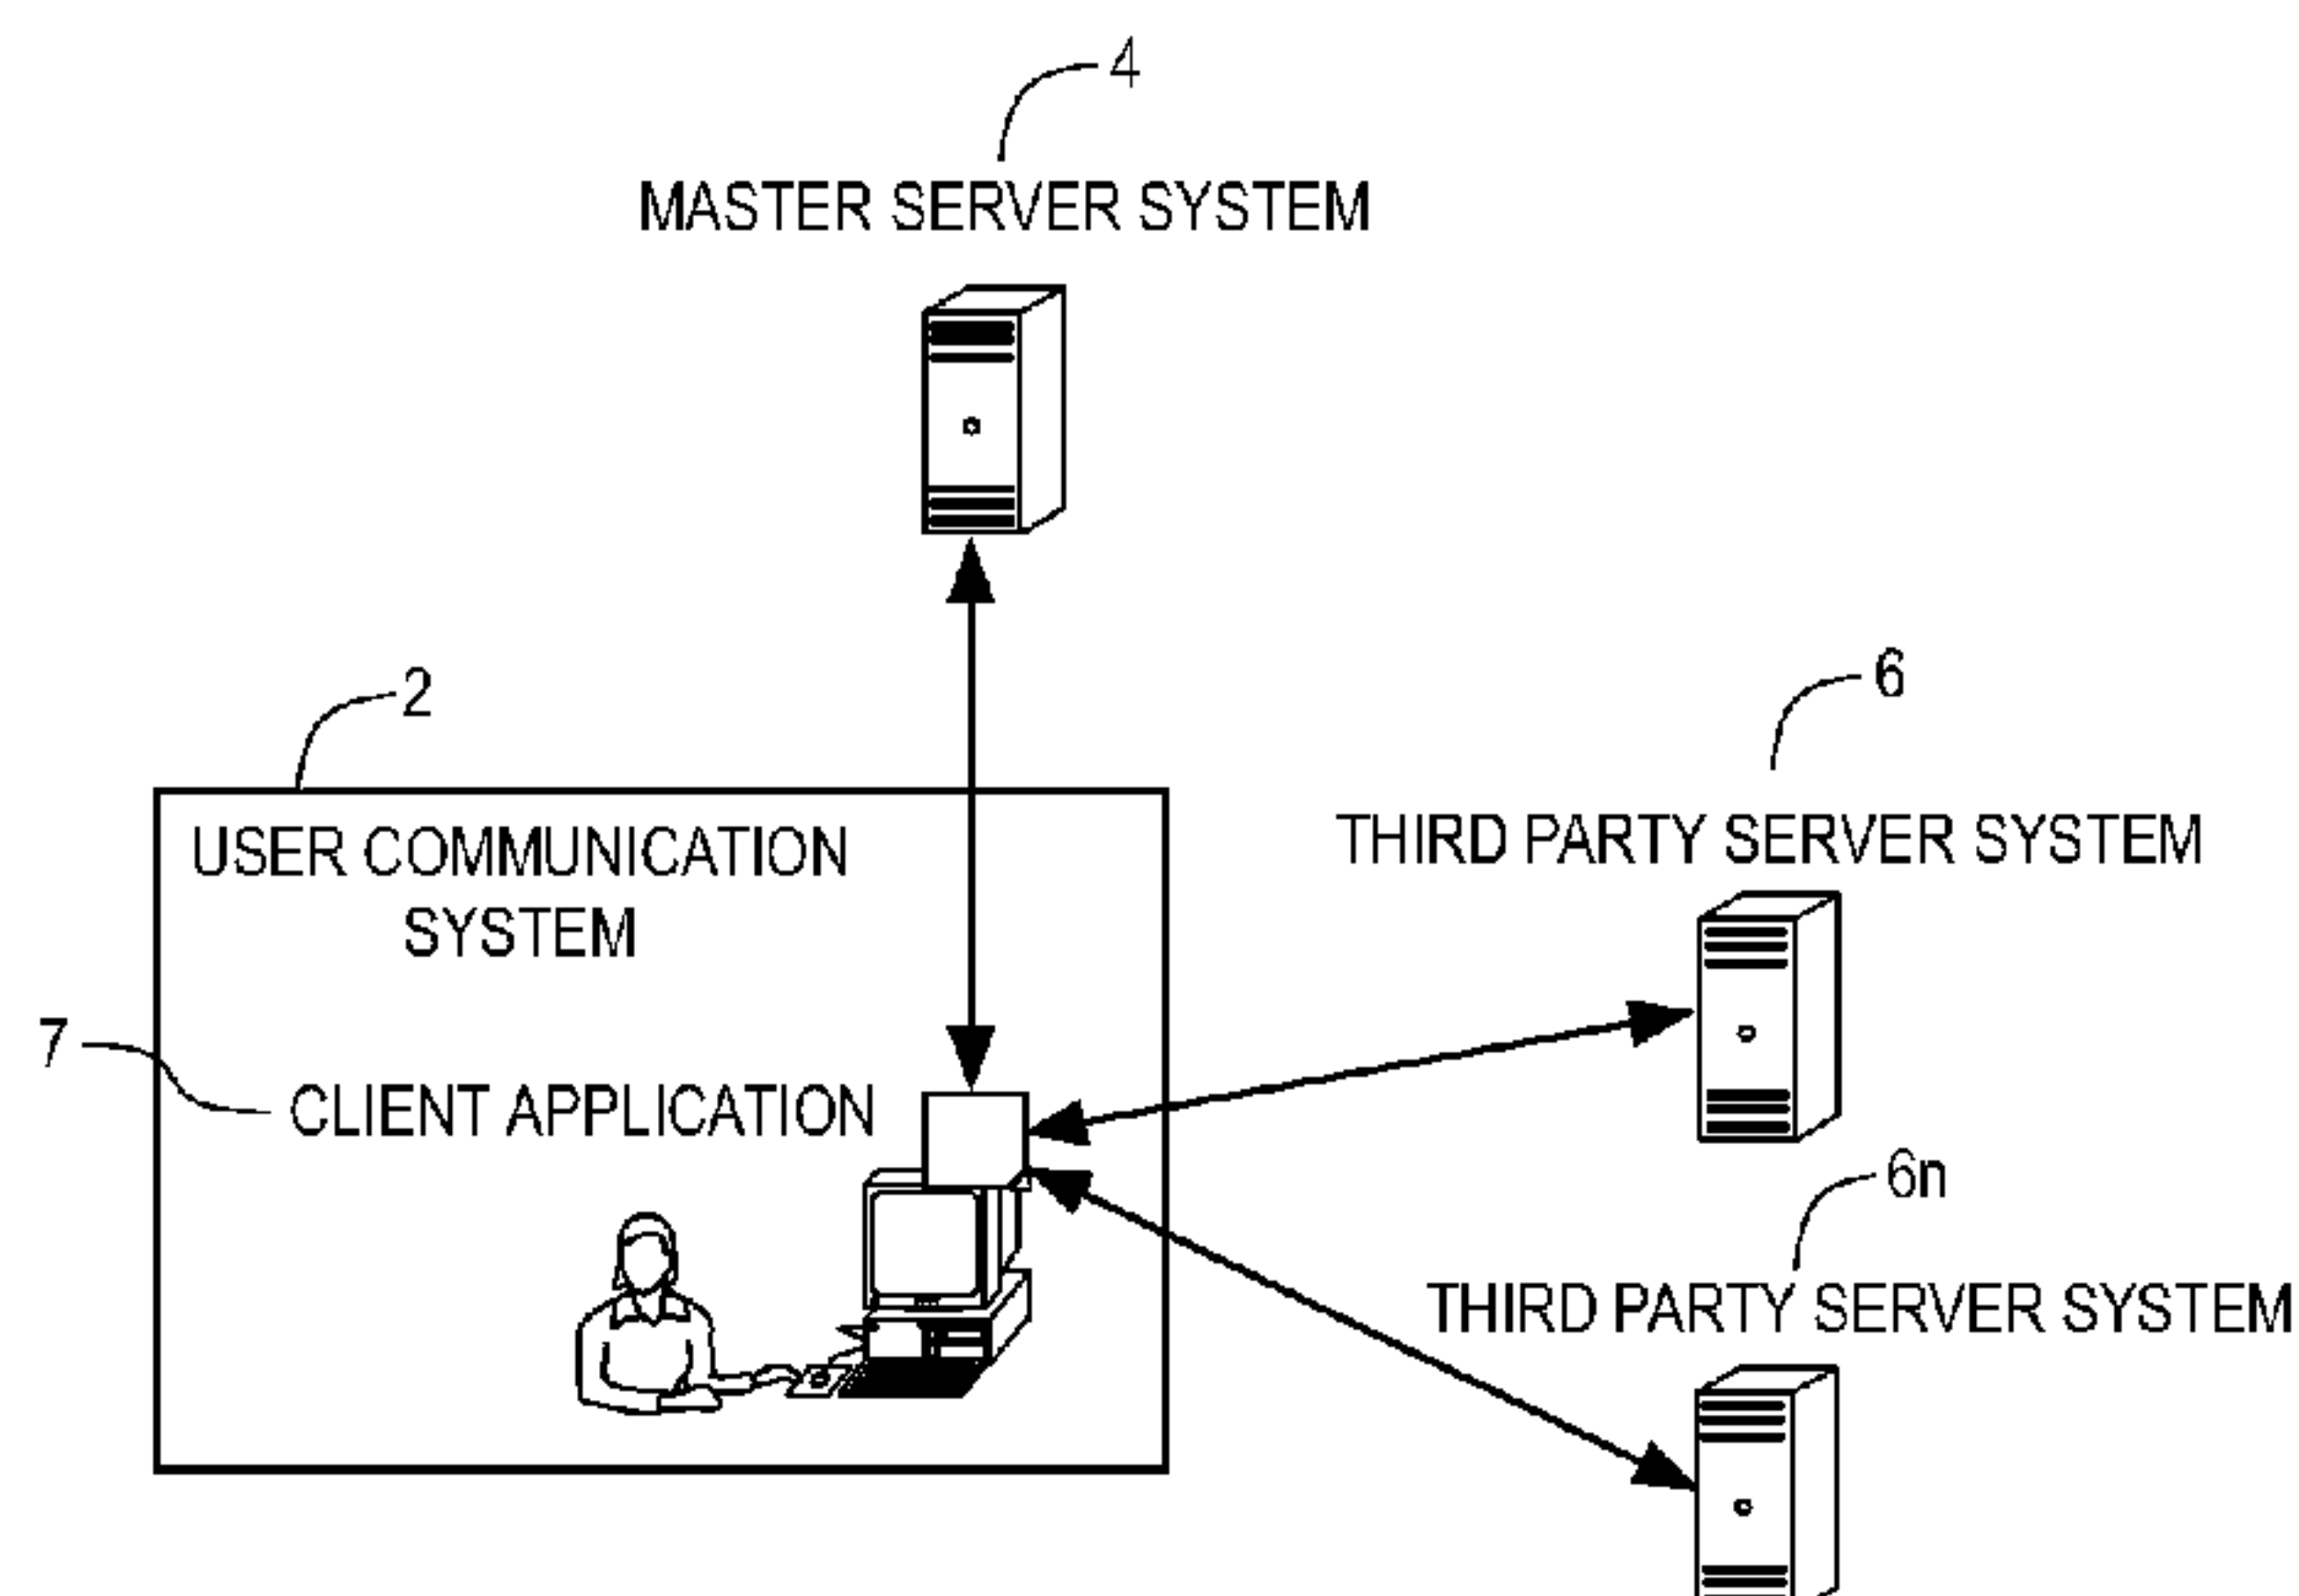 4
MASTER SERVER SYSTEM
2
6
USER COMMUNICATION
SYSTEM
THIRD PARTY SERVER SYSTEM
7
CLIENT APPLICATION
6n
THIRD PARTY SERVER SYSTEM